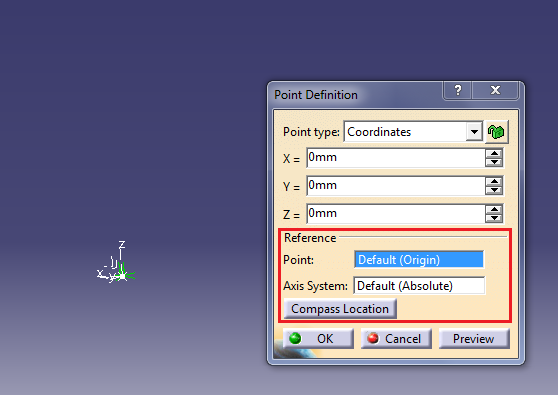 Point Definition
Point type: Coordinates
X = 0mm
Y = 0mm
Z = 0mm
Reference
Point: Default (Origin)
Axis System: Default (Absolute)
Compass Location
OK Cancel Preview
z
x y